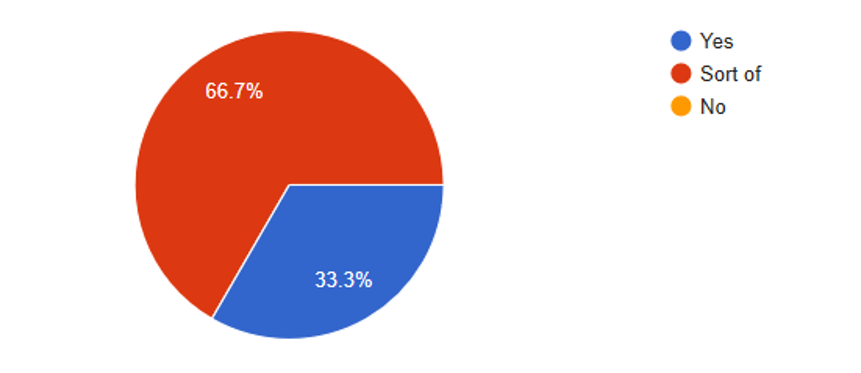 66.7%
33.3%
Yes
Sort of
No